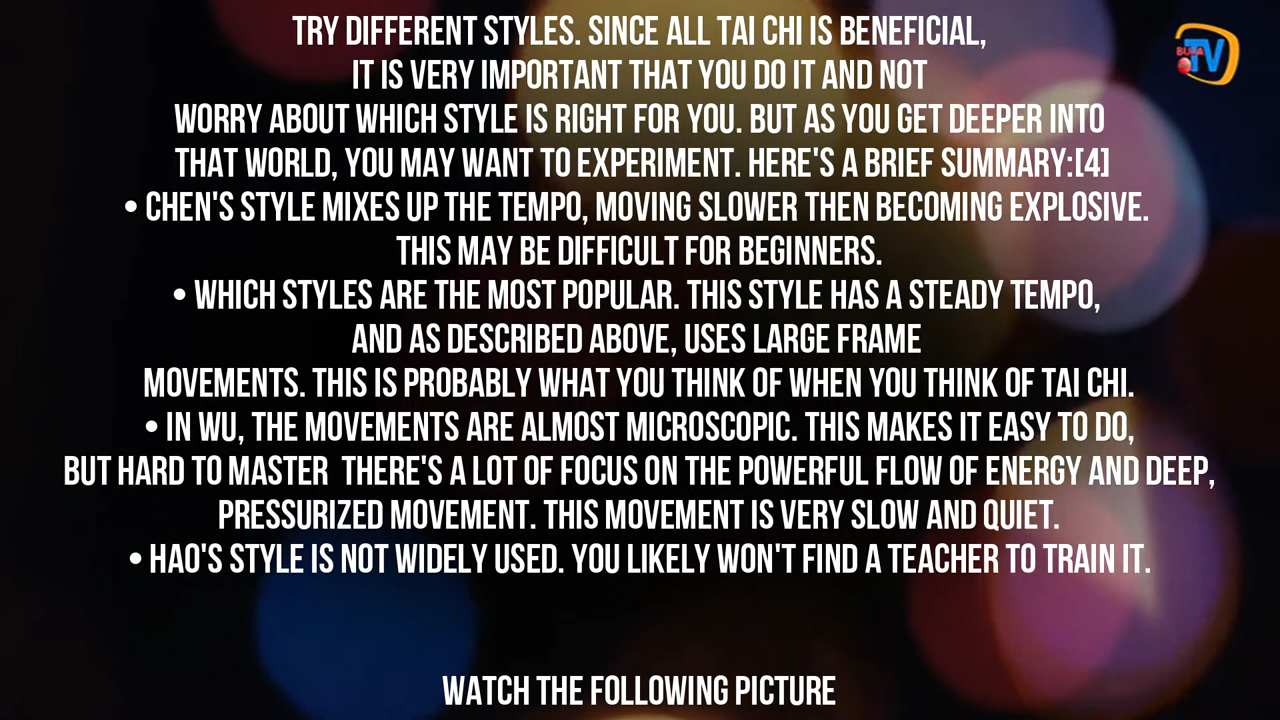 TRY DIFFERENT STYLES. SINCE ALL TAI CHI IS BENEFICIAL,
IT IS VERY IMPORTANT THAT YOU DO IT AND NOT
WORRY ABOUT WHICH STYLE IS RIGHT FOR YOU. BUT AS YOU GET DEEPER INTO
THAT WORLD, YOU MAY WANT TO EXPERIMENT. HERE'S A BRIEF SUMMARY:[4]
• CHEN'S STYLE MIXES UP THE TEMPO, MOVING SLOWER THEN BECOMING EXPLOSIVE.
THIS MAY BE DIFFICULT FOR BEGINNERS.
• WHICH STYLES ARE THE MOST POPULAR. THIS STYLE HAS A STEADY TEMPO,
AND AS DESCRIBED ABOVE, USES LARGE FRAME
MOVEMENTS. THIS IS PROBABLY WHAT YOU THINK OF WHEN YOU THINK OF TAI CHI.
• IN WU, THE MOVEMENTS ARE ALMOST MICROSCOPIC. THIS MAKES IT EASY TO DO,
BUT HARD TO MASTER  THERE'S A LOT OF FOCUS ON THE POWERFUL FLOW OF ENERGY AND DEEP,
PRESSURIZED MOVEMENT. THIS MOVEMENT IS VERY SLOW AND QUIET.
• HAO'S STYLE IS NOT WIDELY USED. YOU LIKELY WON'T FIND A TEACHER TO TRAIN IT.
WATCH THE FOLLOWING PICTURE
TV